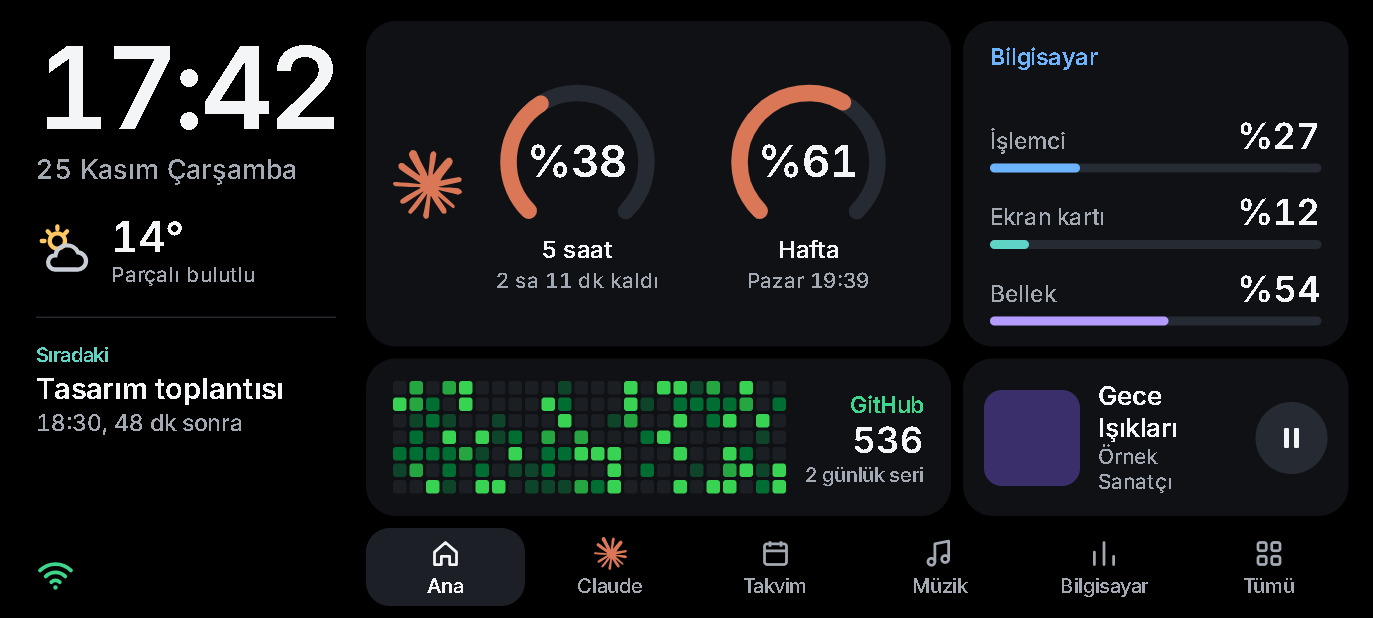 17:42
25 Kasım Çarşamba
14°
Parçalı bulutlu
Sıradaki
Tasarım toplantısı
18:30, 48 dk sonra
%38
5 saat
2 sa 11 dk kaldı
%61
Hafta
Pazar 19:39
Bilgisayar
İşlemci
%27
Ekran kartı
%12
Bellek
%54
GitHub
536
2 günlük seri
Gece
Işıkları
Örnek
Sanatçı
Ana
Claude
Takvim
Müzik
Bilgisayar
Tümü